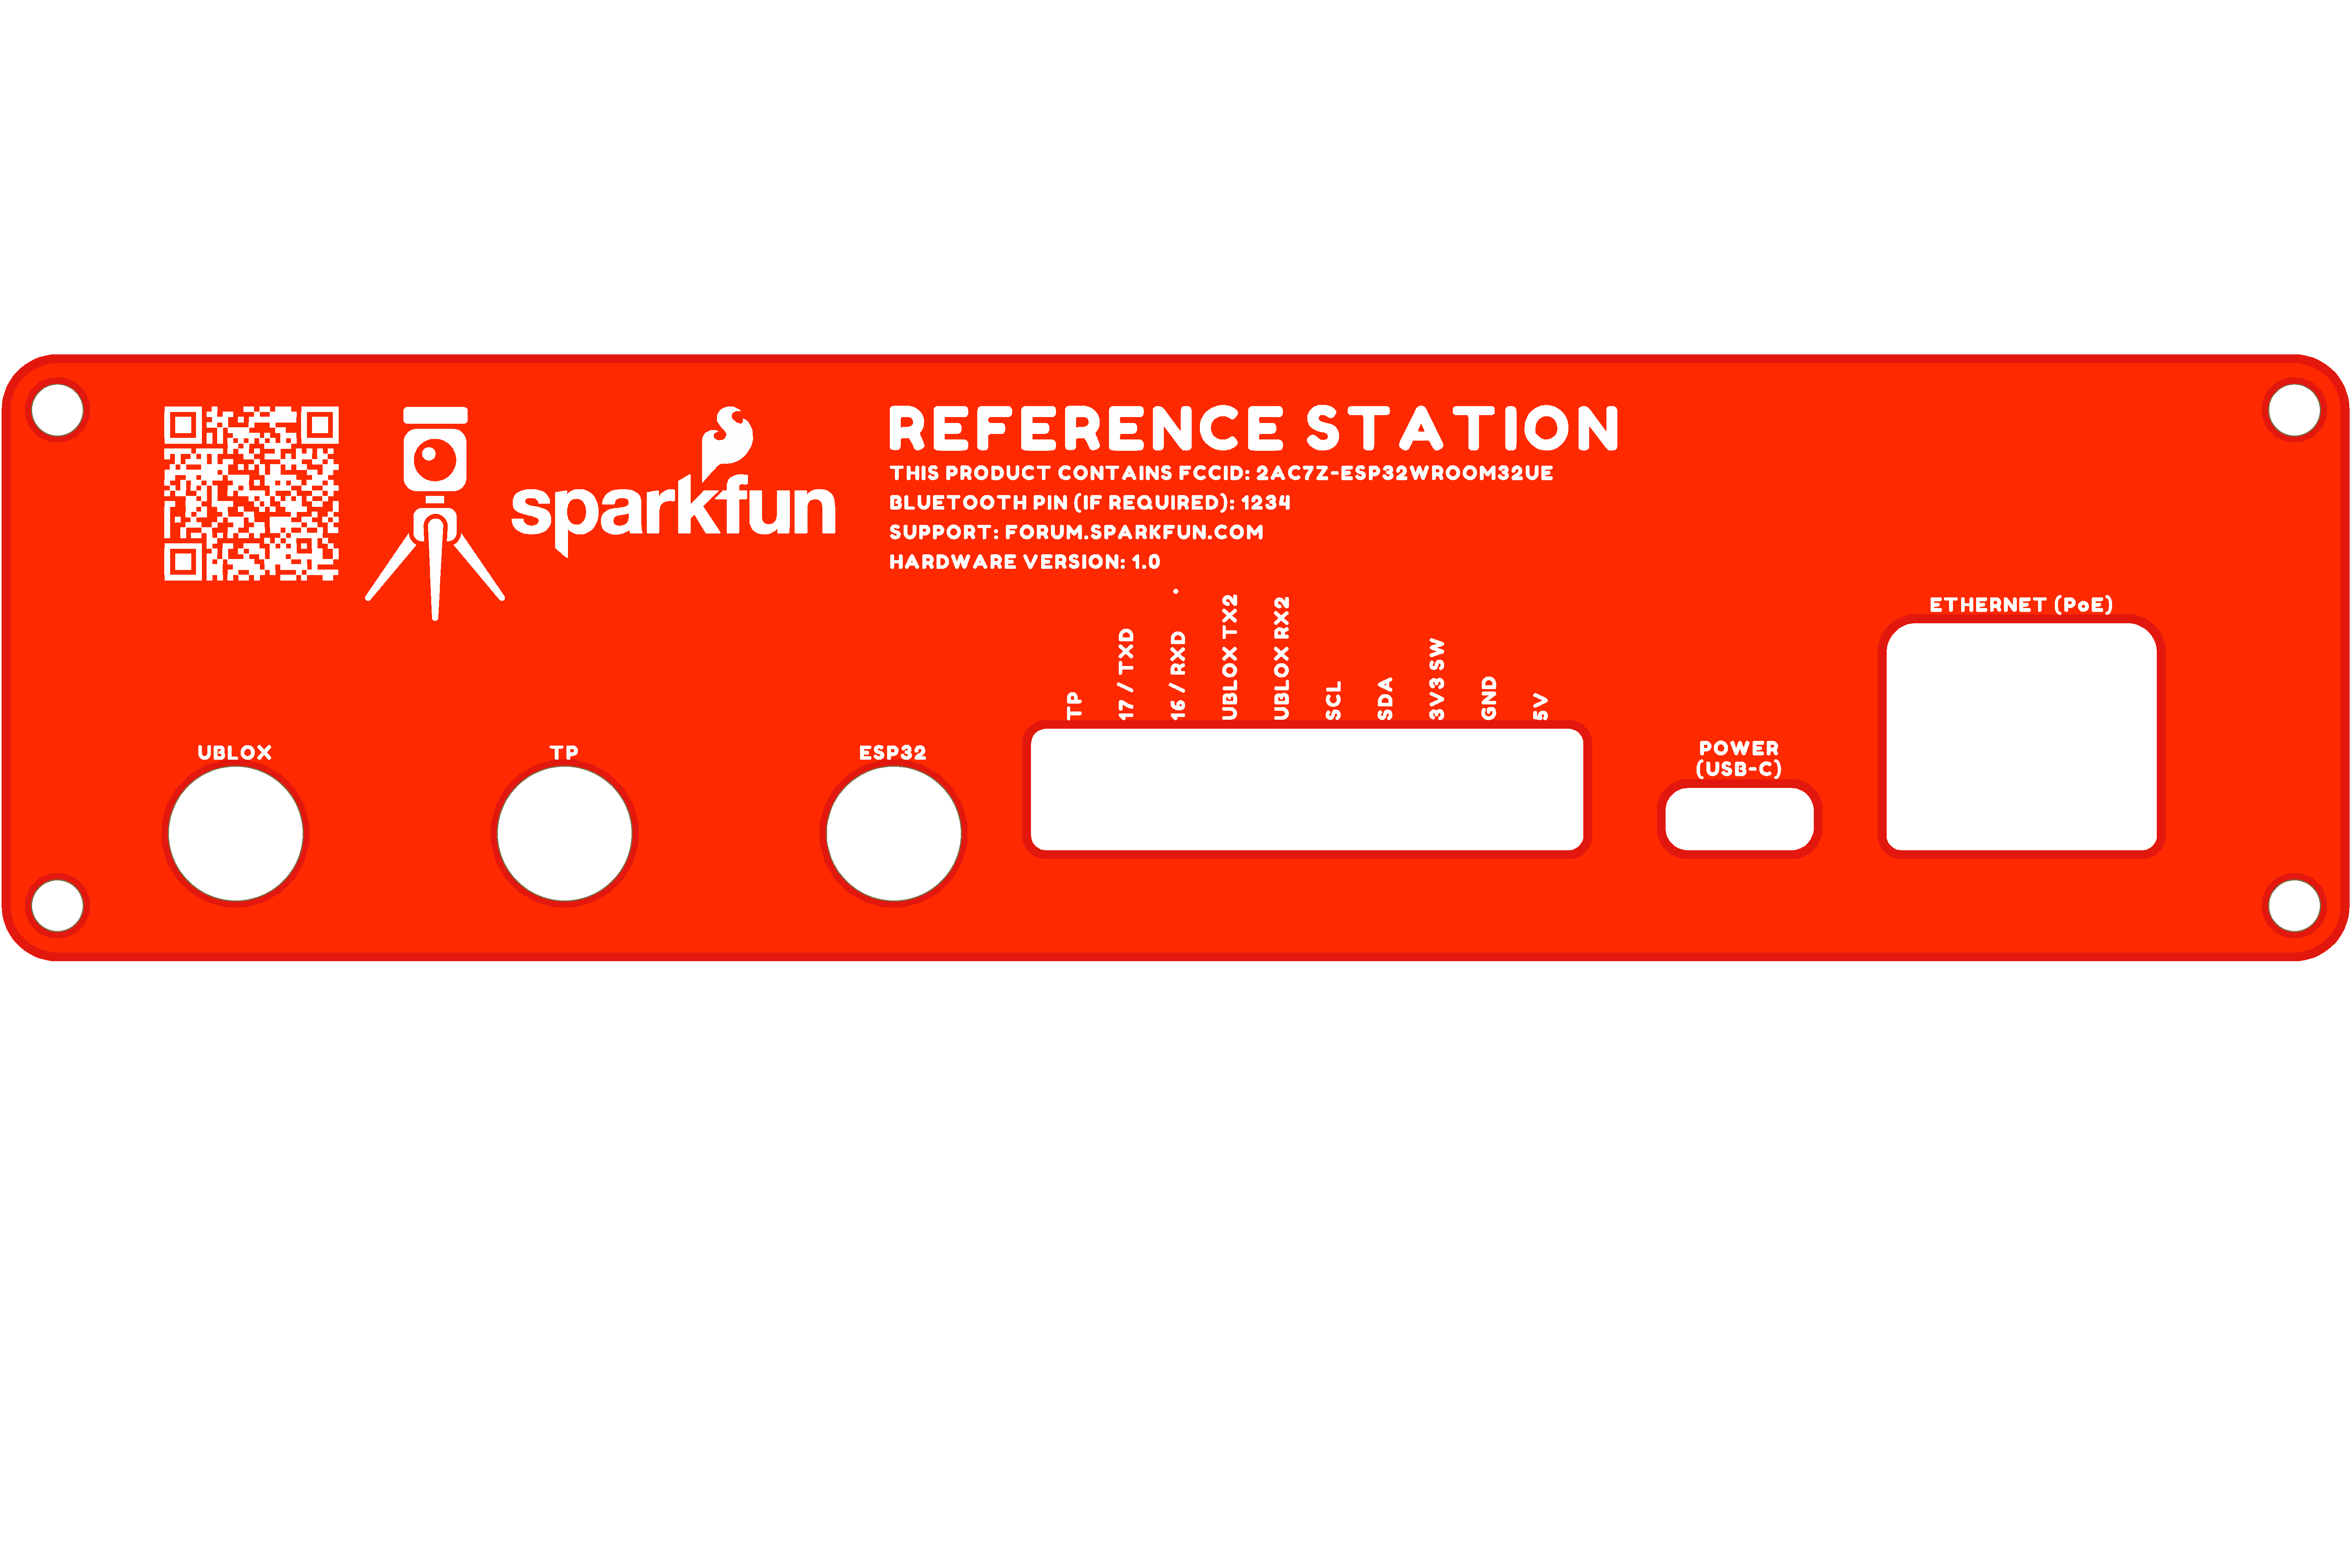 sparkfun
REFERENCE STATION
THIS PRODUCT CONTAINS FCCID: 2AC7Z-ESP32WROOM32UE
BLUETOOTH PIN (IF REQUIRED): 1234
SUPPORT: FORUM.SPARKFUN.COM
HARDWARE VERSION: 1.0
TP
17 / TXD
16 / RXD
UBLOX TX2
UBLOX RX2
SCL
SDA
3V3 SW
GND
5V
ETHERNET (PoE)
UBLOX
TP
ESP32
POWER
(USB-C)